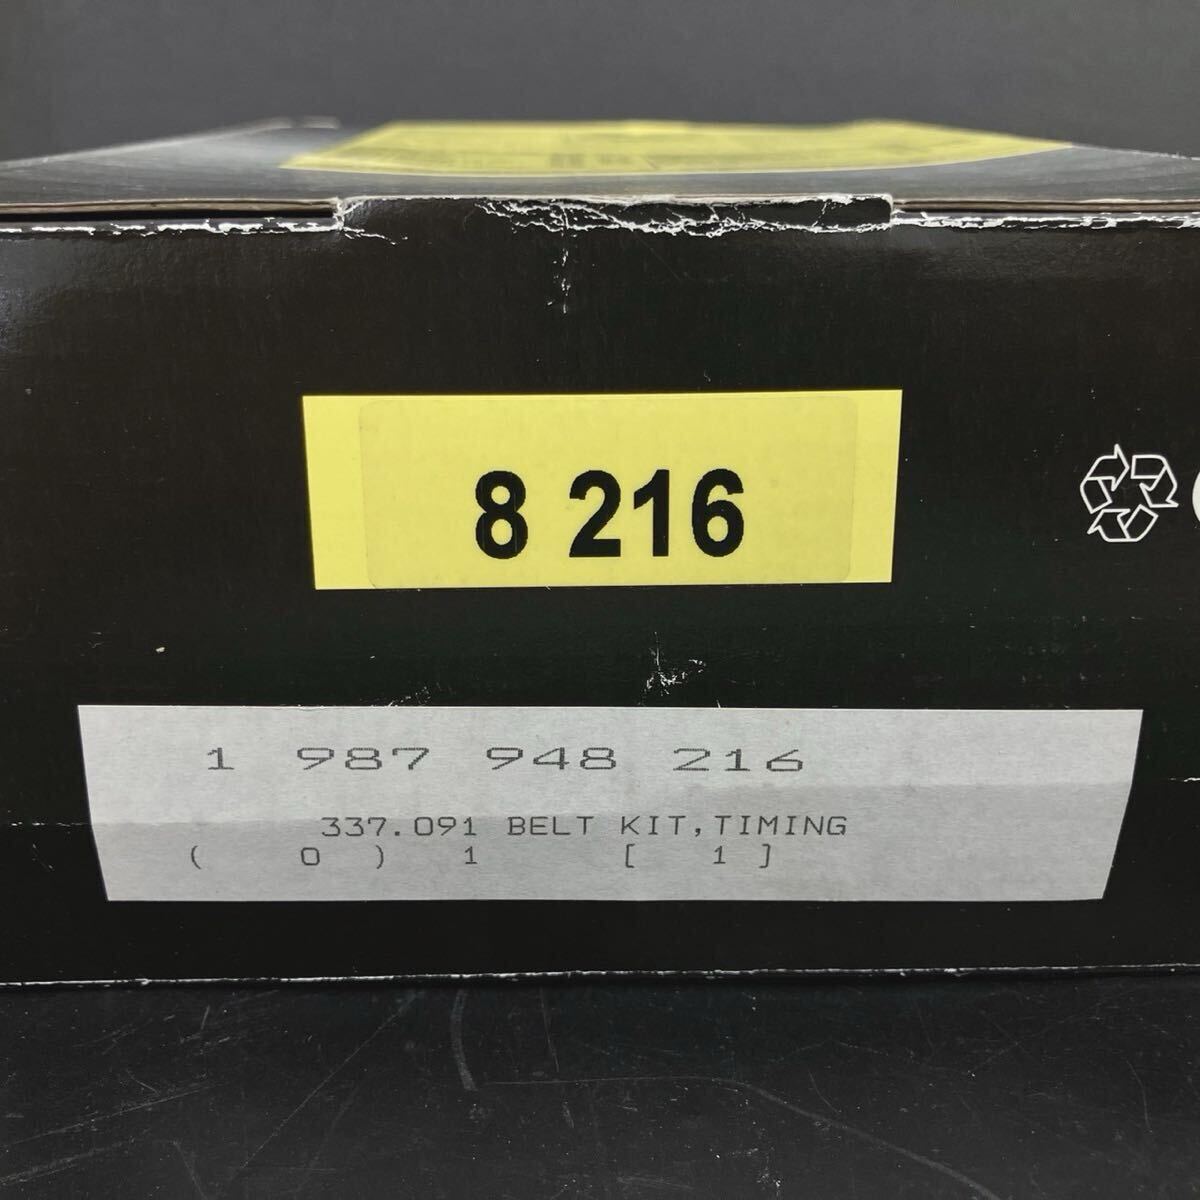 8 216
1 987 948 216
337.091 BELT KIT,TIMING
( 0 ) 1 [ 1 ]